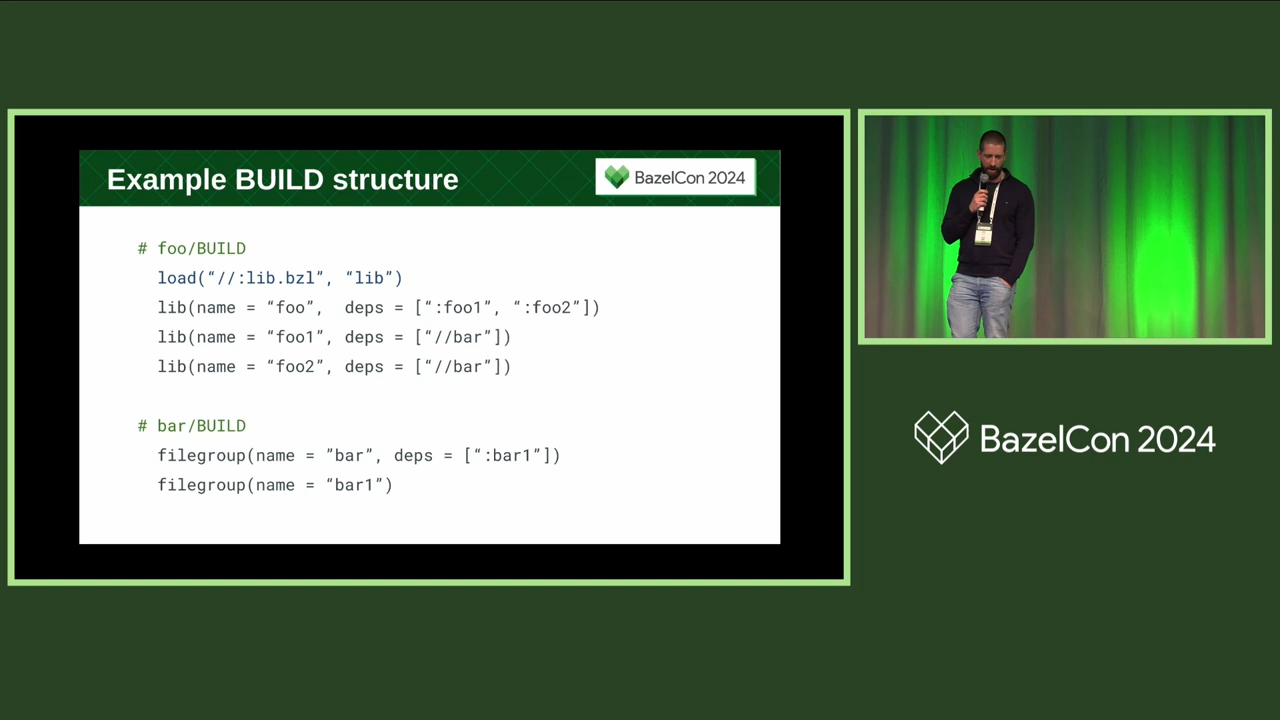 Example BUILD structure
BazelCon 2024
# foo/BUILD
load(“//:lib.bzl”, “lib”)
lib(name = “foo”,  deps = [“:foo1”, “:foo2”])
lib(name = “foo1”, deps = [“//bar”])
lib(name = “foo2”, deps = [“//bar”])
# bar/BUILD
filegroup(name = ”bar”, deps = [“:bar1”])
filegroup(name = “bar1”)
BazelCon 2024